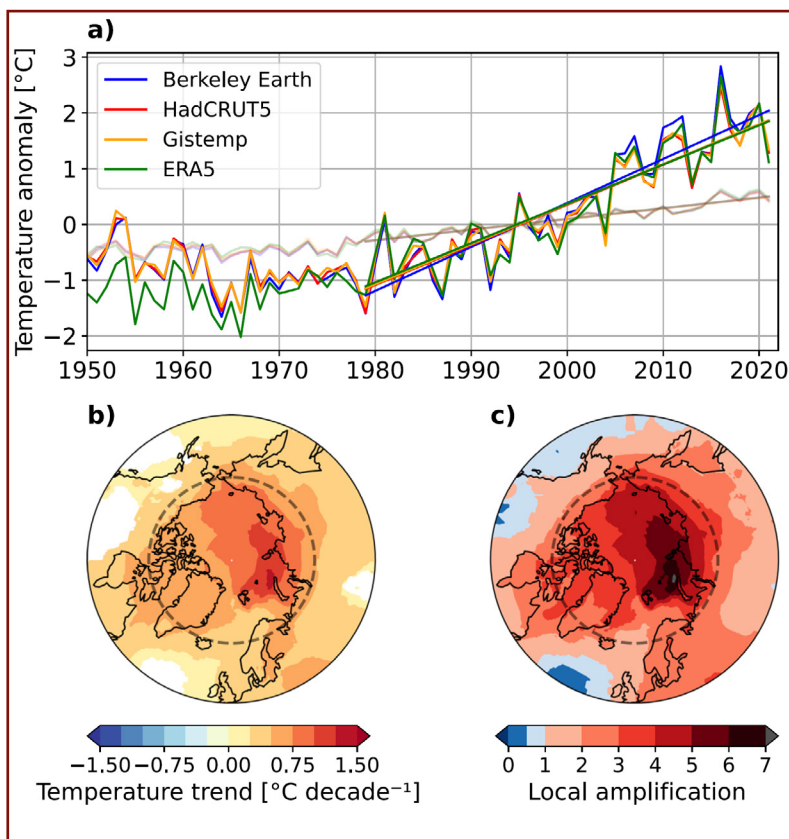 a)
Temperature anomaly [°C]
3
2
1
0
−1
−2
Berkeley Earth
HadCRUT5
Gistemp
ERA5
1950 1960 1970 1980 1990 2000 2010 2020
b)
c)
−1.50 −0.75 0.00 0.75 1.50
Temperature trend [°C decade⁻¹]
0 1 2 3 4 5 6 7
Local amplification